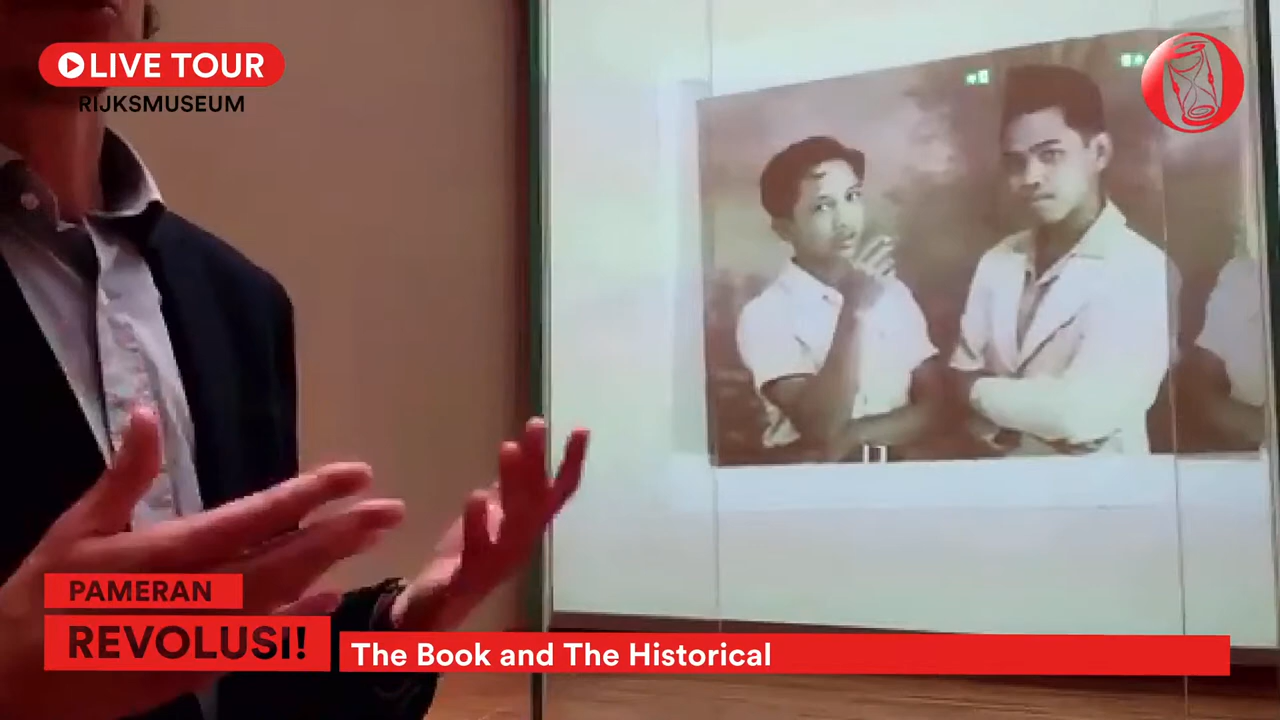 LIVE TOUR
RIJKSMUSEUM
PAMERAN
REVOLUSI!
The Book and The Historical